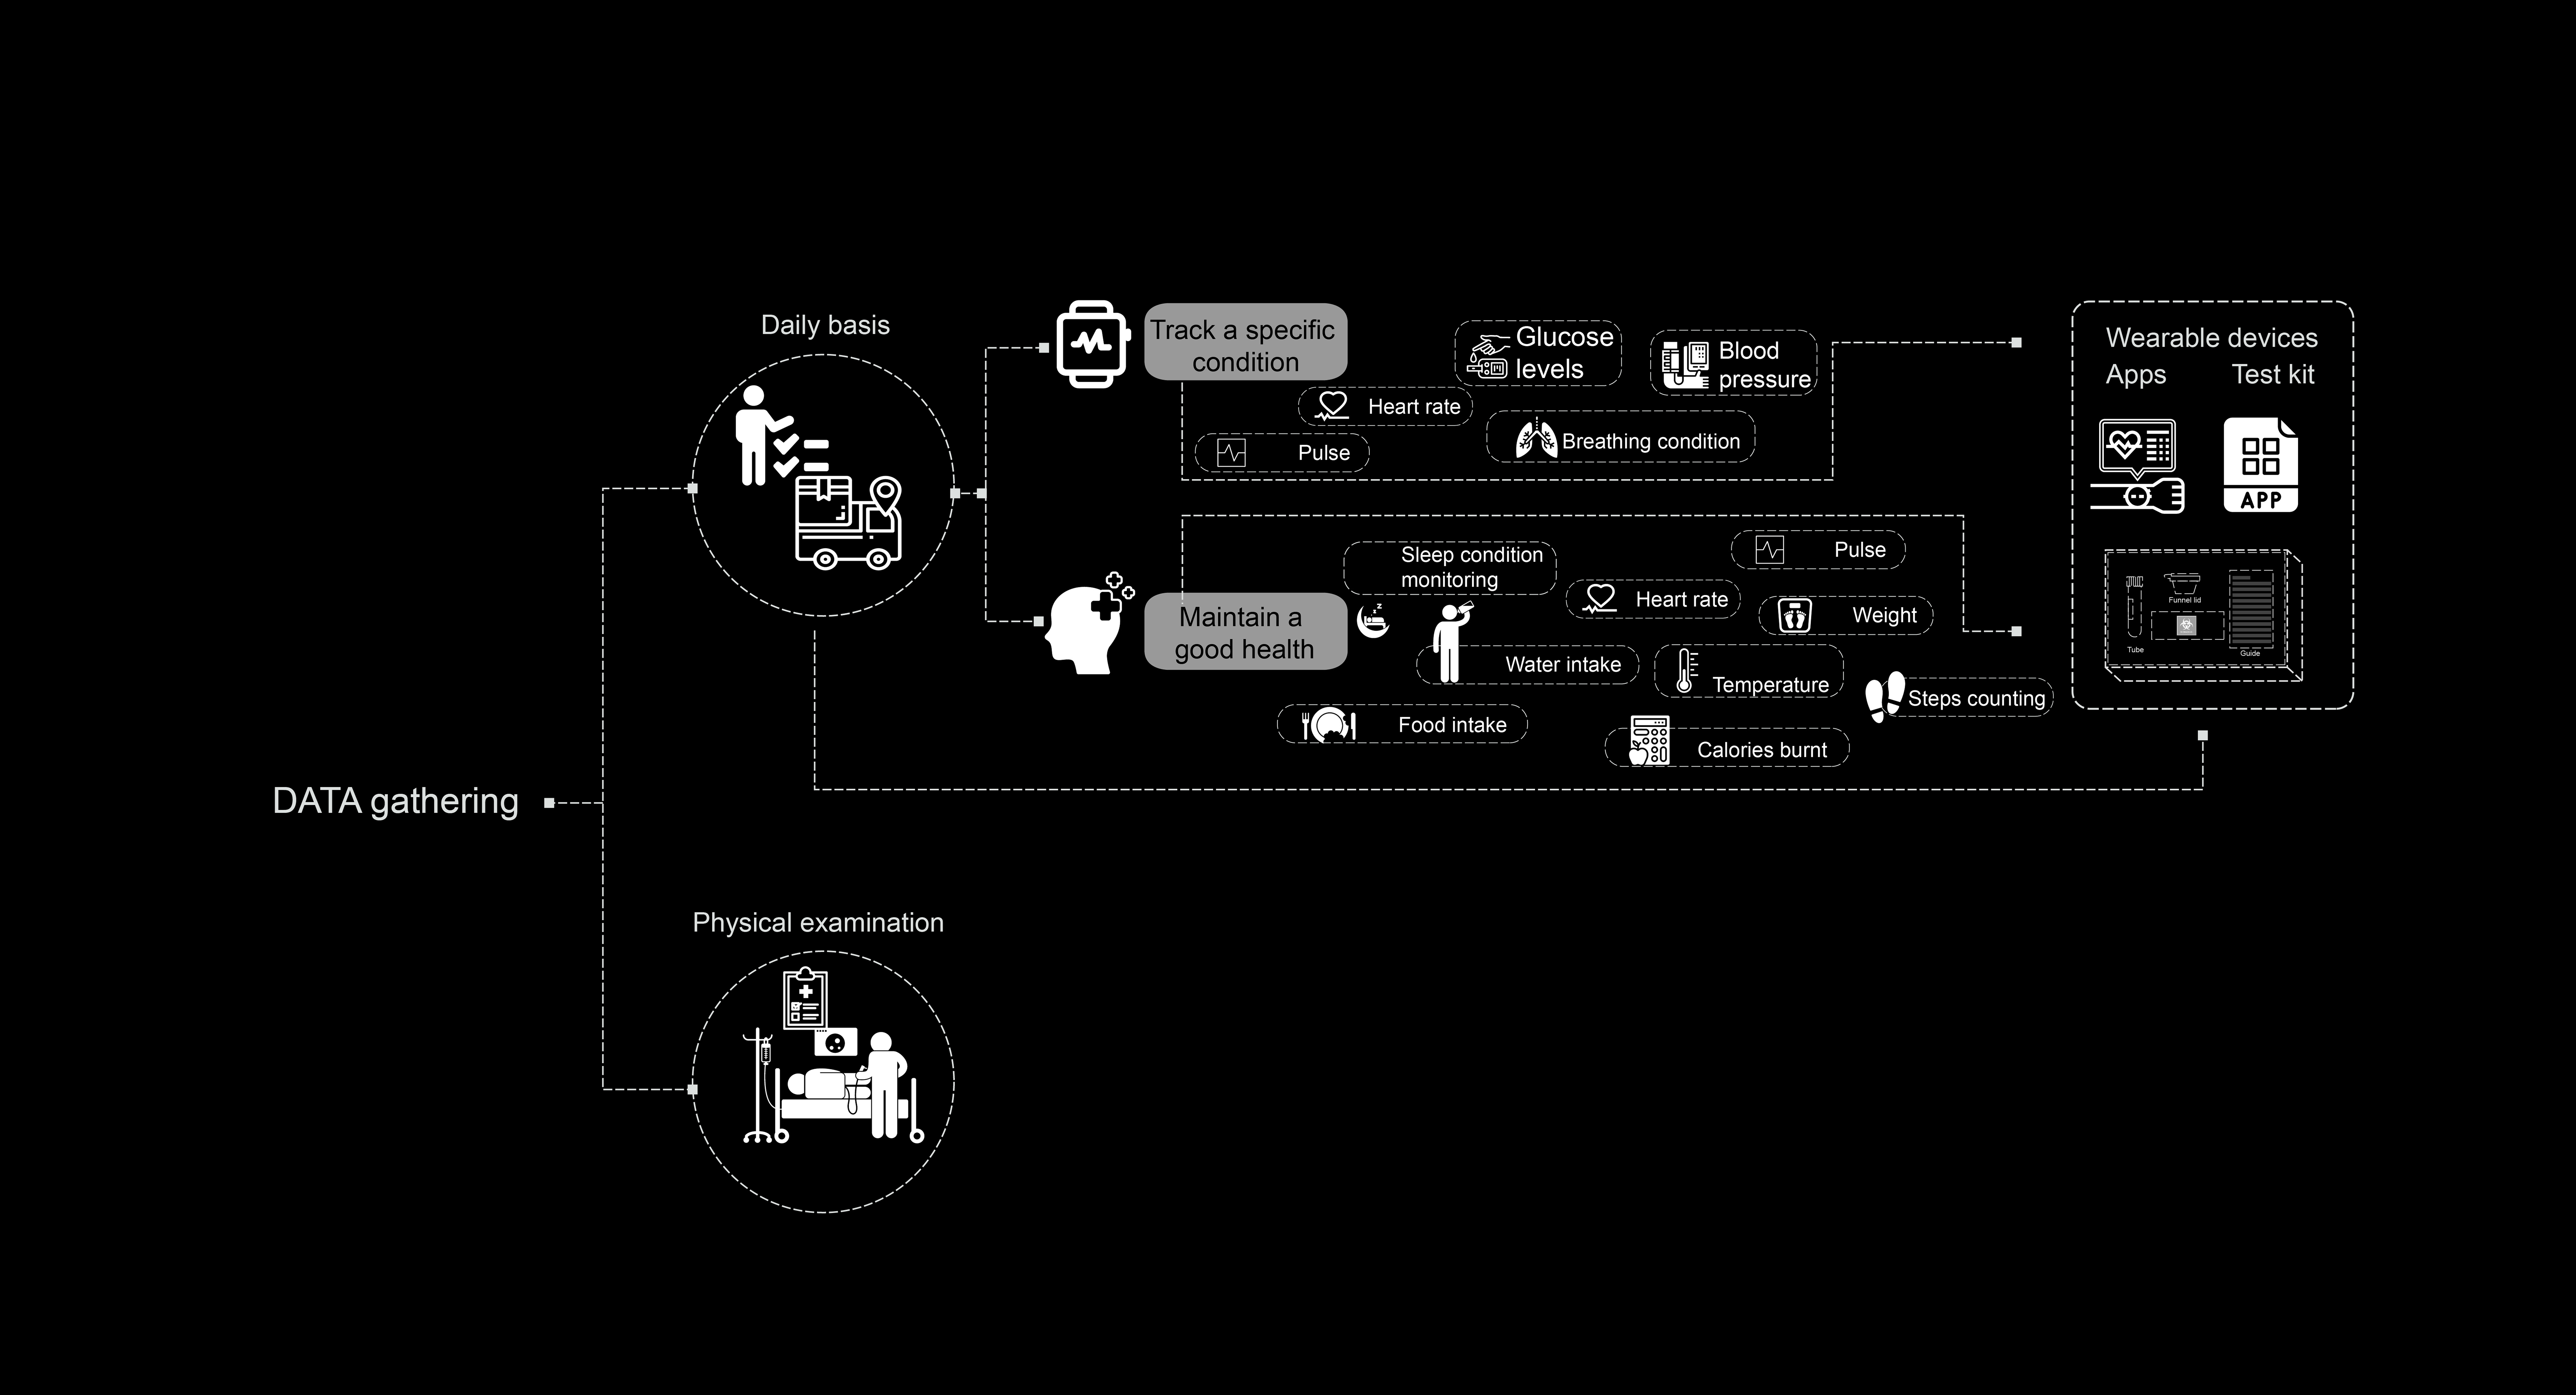 Daily basis
Track a specific
condition
Glucose
levels
Blood
pressure
Heart rate
Breathing condition
Pulse
Wearable devices
Apps Test kit
APP
Sleep condition
monitoring
Pulse
Heart rate
Weight
Maintain a
good health
Water intake
Temperature
Steps counting
Food intake
Calories burnt
Funnel lid
Tube
Guide
DATA gathering
Physical examination